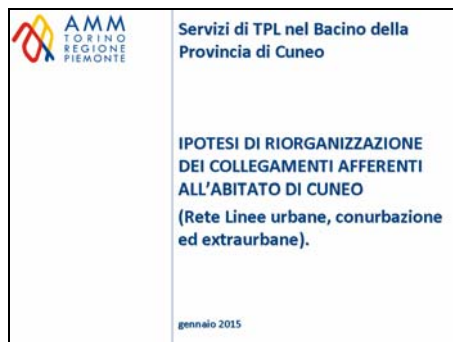 AMM
TORINO
REGIONE
PIEMONTE
Servizi di TPL nel Bacino della
Provincia di Cuneo
IPOTESI DI RIORGANIZZAZIONE
DEI COLLEGAMENTI AFFERENTI
ALL’ABITATO DI CUNEO
(Rete Linee urbane, conurbazione
ed extraurbane).
gennaio 2015